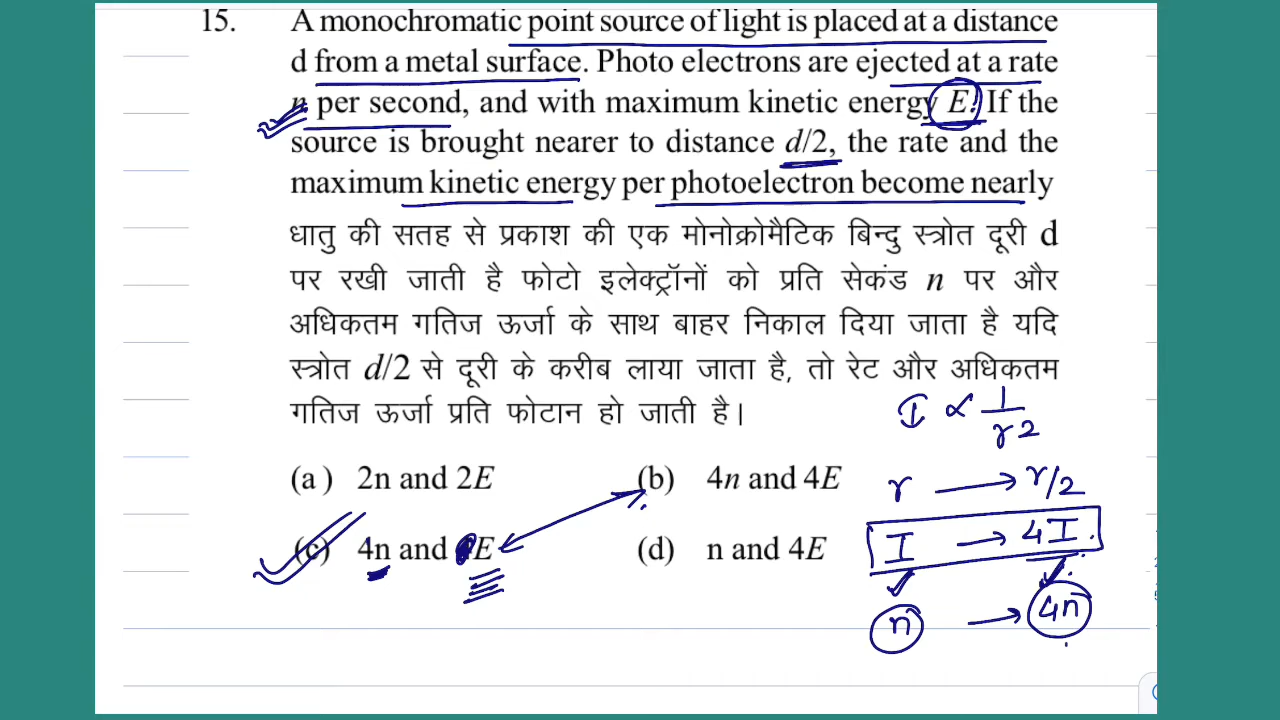 15. A monochromatic point source of light is placed at a distance
d from a metal surface. Photo electrons are ejected at a rate
n per second, and with maximum kinetic energy E. If the
source is brought nearer to distance d/2, the rate and the
maximum kinetic energy per photoelectron become nearly
धातु की सतह से प्रकाश की एक मोनोक्रोमैटिक बिन्दु स्त्रोत दूरी d
पर रखी जाती है फोटो इलेक्ट्रॉनों को प्रति सेकंड n पर और
अधिकतम गतिज ऊर्जा के साथ बाहर निकाल दिया जाता है यदि
स्त्रोत d/2 से दूरी के करीब लाया जाता है, तो रेट और अधिकतम
गतिज ऊर्जा प्रति फोटान हो जाती है।
I ∝ 1/r2
(a) 2n and 2E (b) 4n and 4E
r → r/2
(c) 4n and E (d) n and 4E
I → 4I
n → 4n